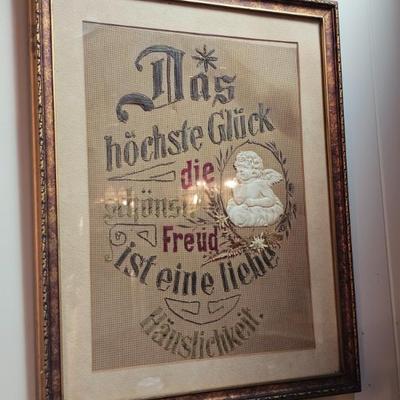 Das
höchste Glück
die
schönste
Freud
ist eine liebe
Häuslichkeit.